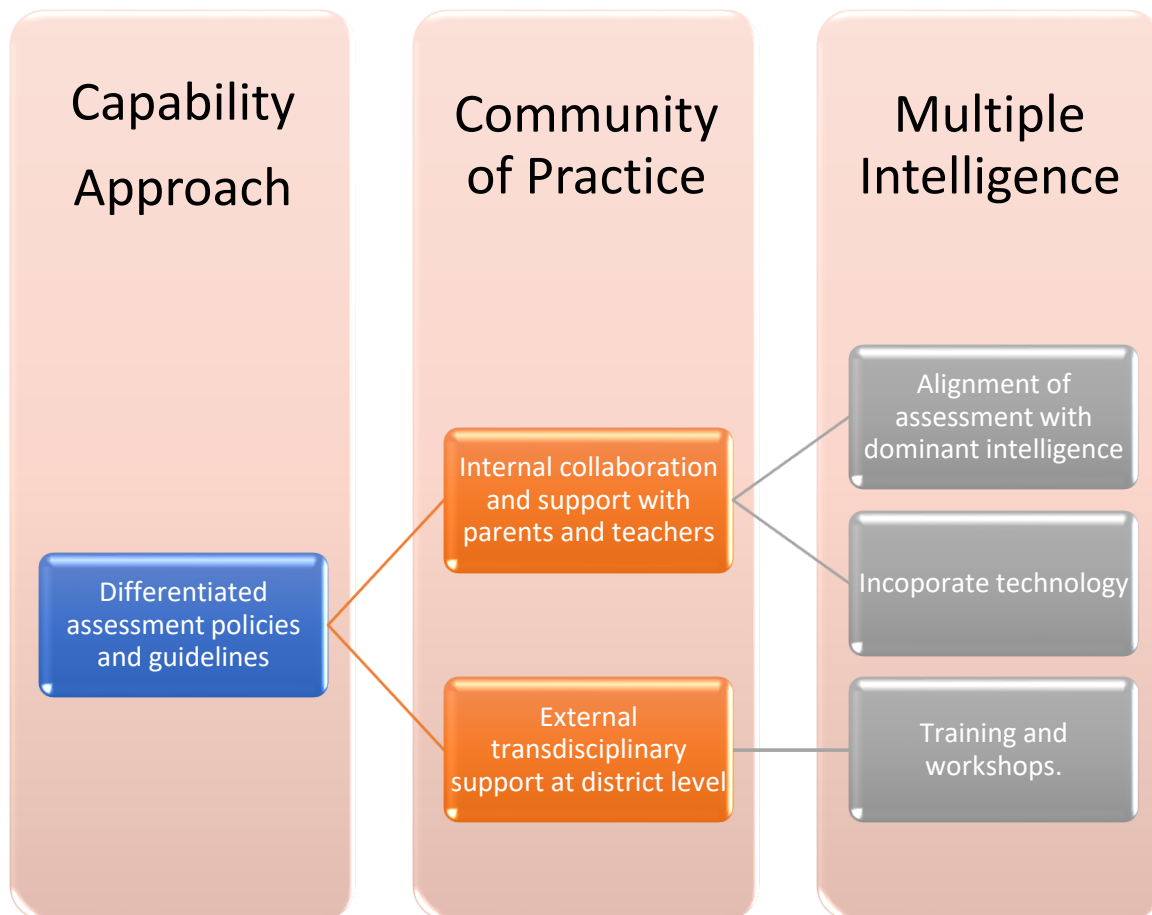 Capability
Approach
Community
of Practice
Multiple
Intelligence
Differentiated
assessment policies
and guidelines
Internal collaboration
and support with
parents and teachers
External
transdisciplinary
support at district level
Alignment of
assessment with
dominant intelligence
Incoporate technology
Training and
workshops.